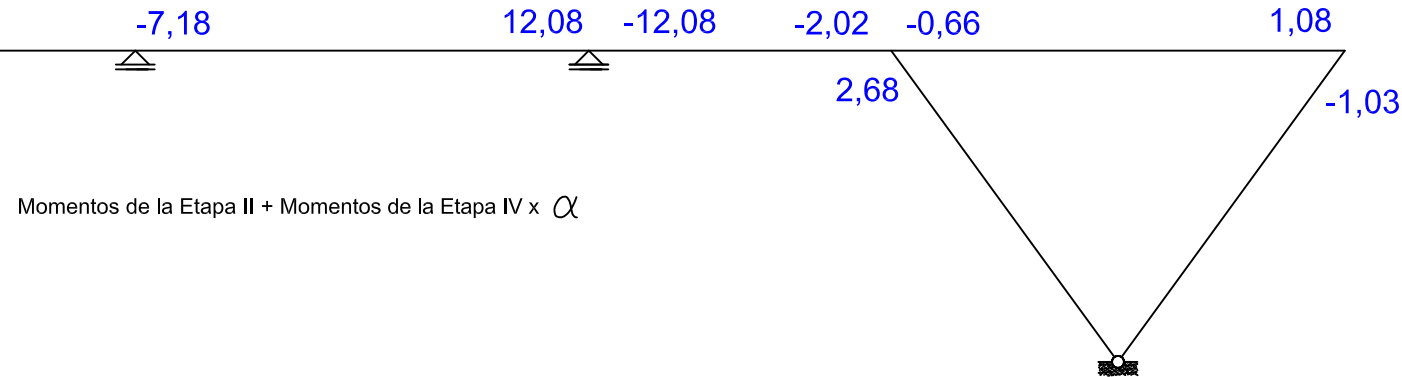 -7,18 12,08 -12,08 -2,02 -0,66 1,08
2,68 -1,03
Momentos de la Etapa II + Momentos de la Etapa IV x α